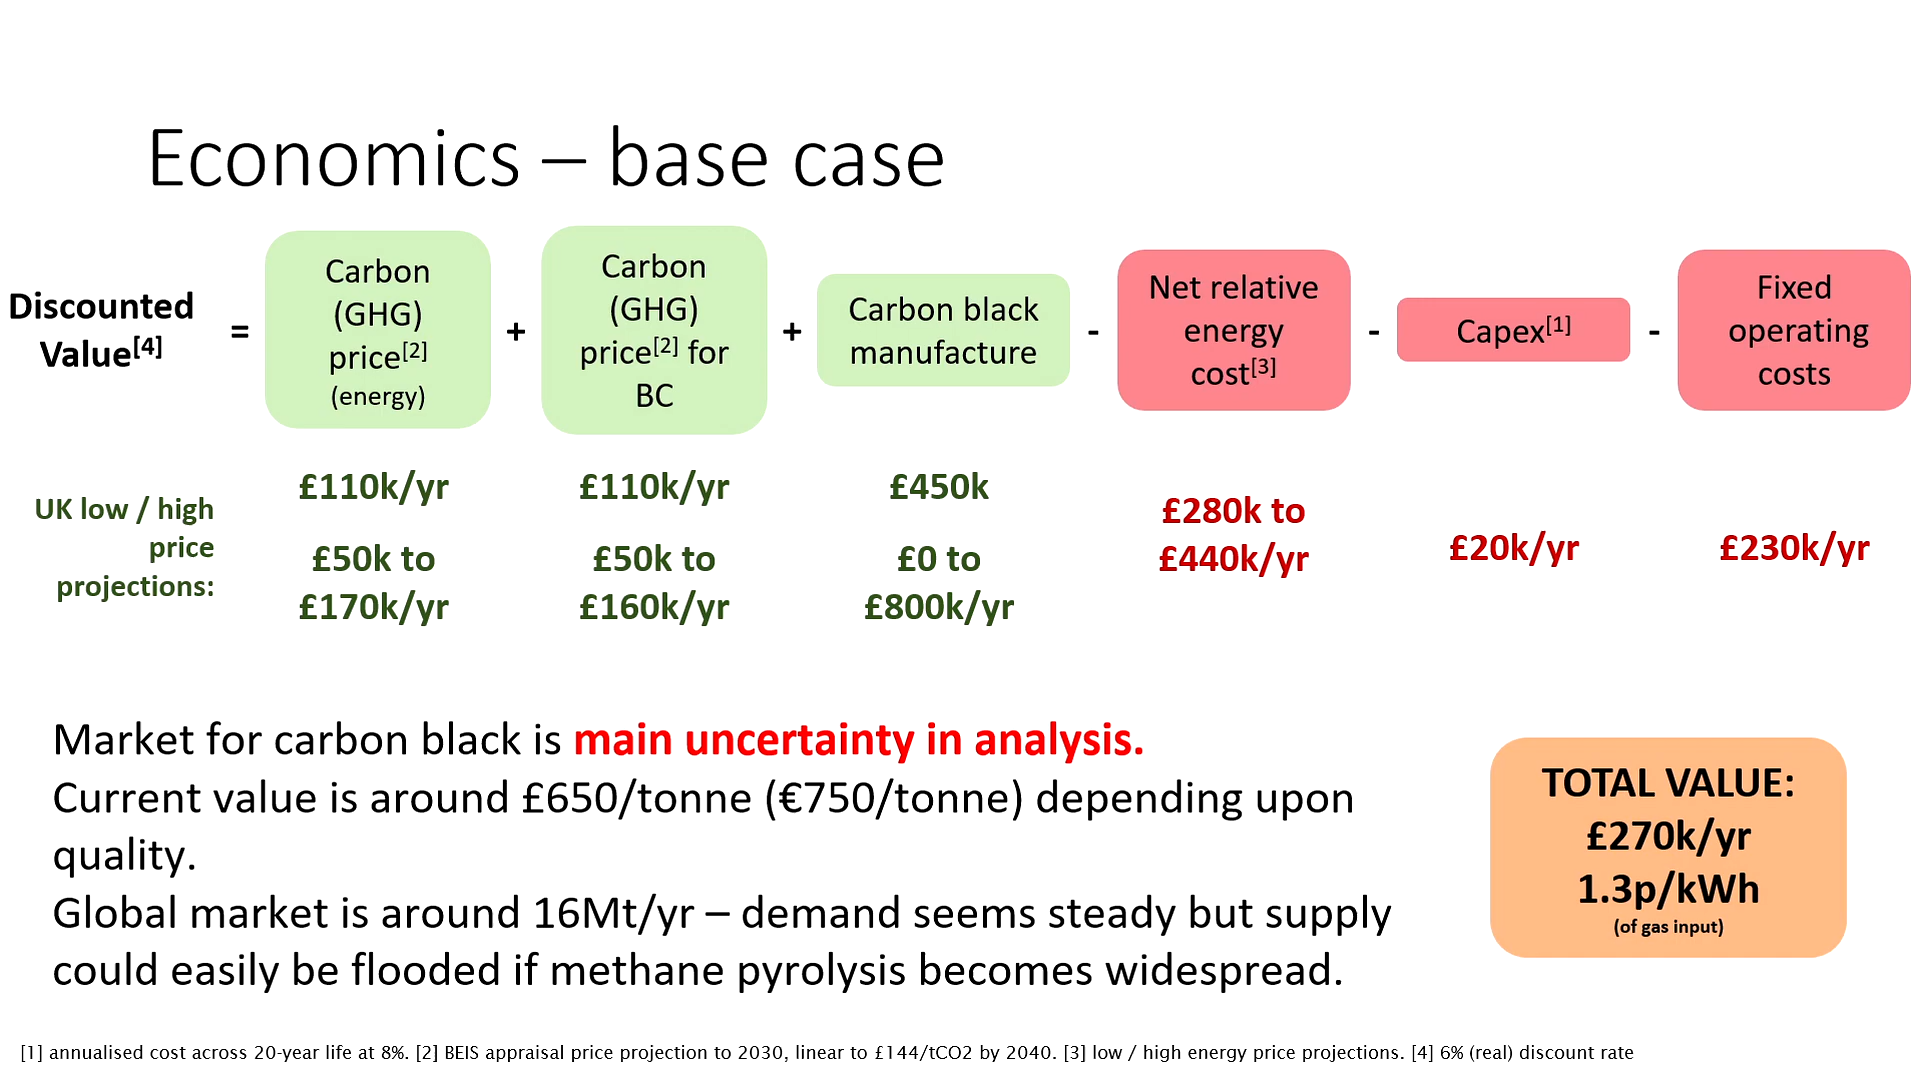 Economics – base case
Discounted
Value[4]
=
Carbon
(GHG)
price[2]
(energy)
+
Carbon
(GHG)
price[2] for
BC
+
Carbon black
manufacture
-
Net relative
energy
cost[3]
-
Capex[1]
-
Fixed
operating
costs
UK low / high
price
projections:
£110k/yr
£50k to
£170k/yr
£110k/yr
£50k to
£160k/yr
£450k
£0 to
£800k/yr
£280k to
£440k/yr
£20k/yr
£230k/yr
Market for carbon black is main uncertainty in analysis.
Current value is around £650/tonne (€750/tonne) depending upon
quality.
Global market is around 16Mt/yr – demand seems steady but supply
could easily be flooded if methane pyrolysis becomes widespread.
TOTAL VALUE:
£270k/yr
1.3p/kWh
(of gas input)
[1] annualised cost across 20-year life at 8%. [2] BEIS appraisal price projection to 2030, linear to £144/tCO2 by 2040. [3] low / high energy price projections. [4] 6% (real) discount rate